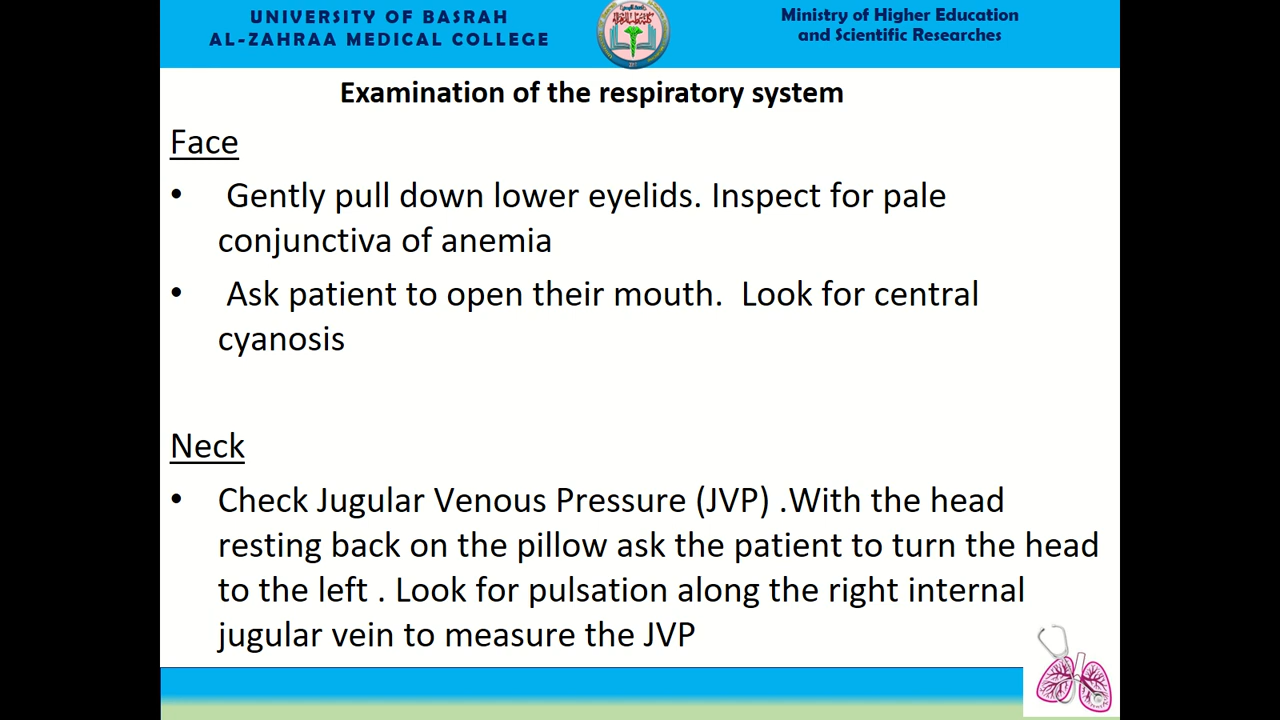 UNIVERSITY OF BASRAH
AL-ZAHRAA MEDICAL COLLEGE
Ministry of Higher Education
and Scientific Researches
Examination of the respiratory system
Face
• Gently pull down lower eyelids. Inspect for pale
conjunctiva of anemia
• Ask patient to open their mouth. Look for central
cyanosis
Neck
• Check Jugular Venous Pressure (JVP) .With the head
resting back on the pillow ask the patient to turn the head
to the left . Look for pulsation along the right internal
jugular vein to measure the JVP